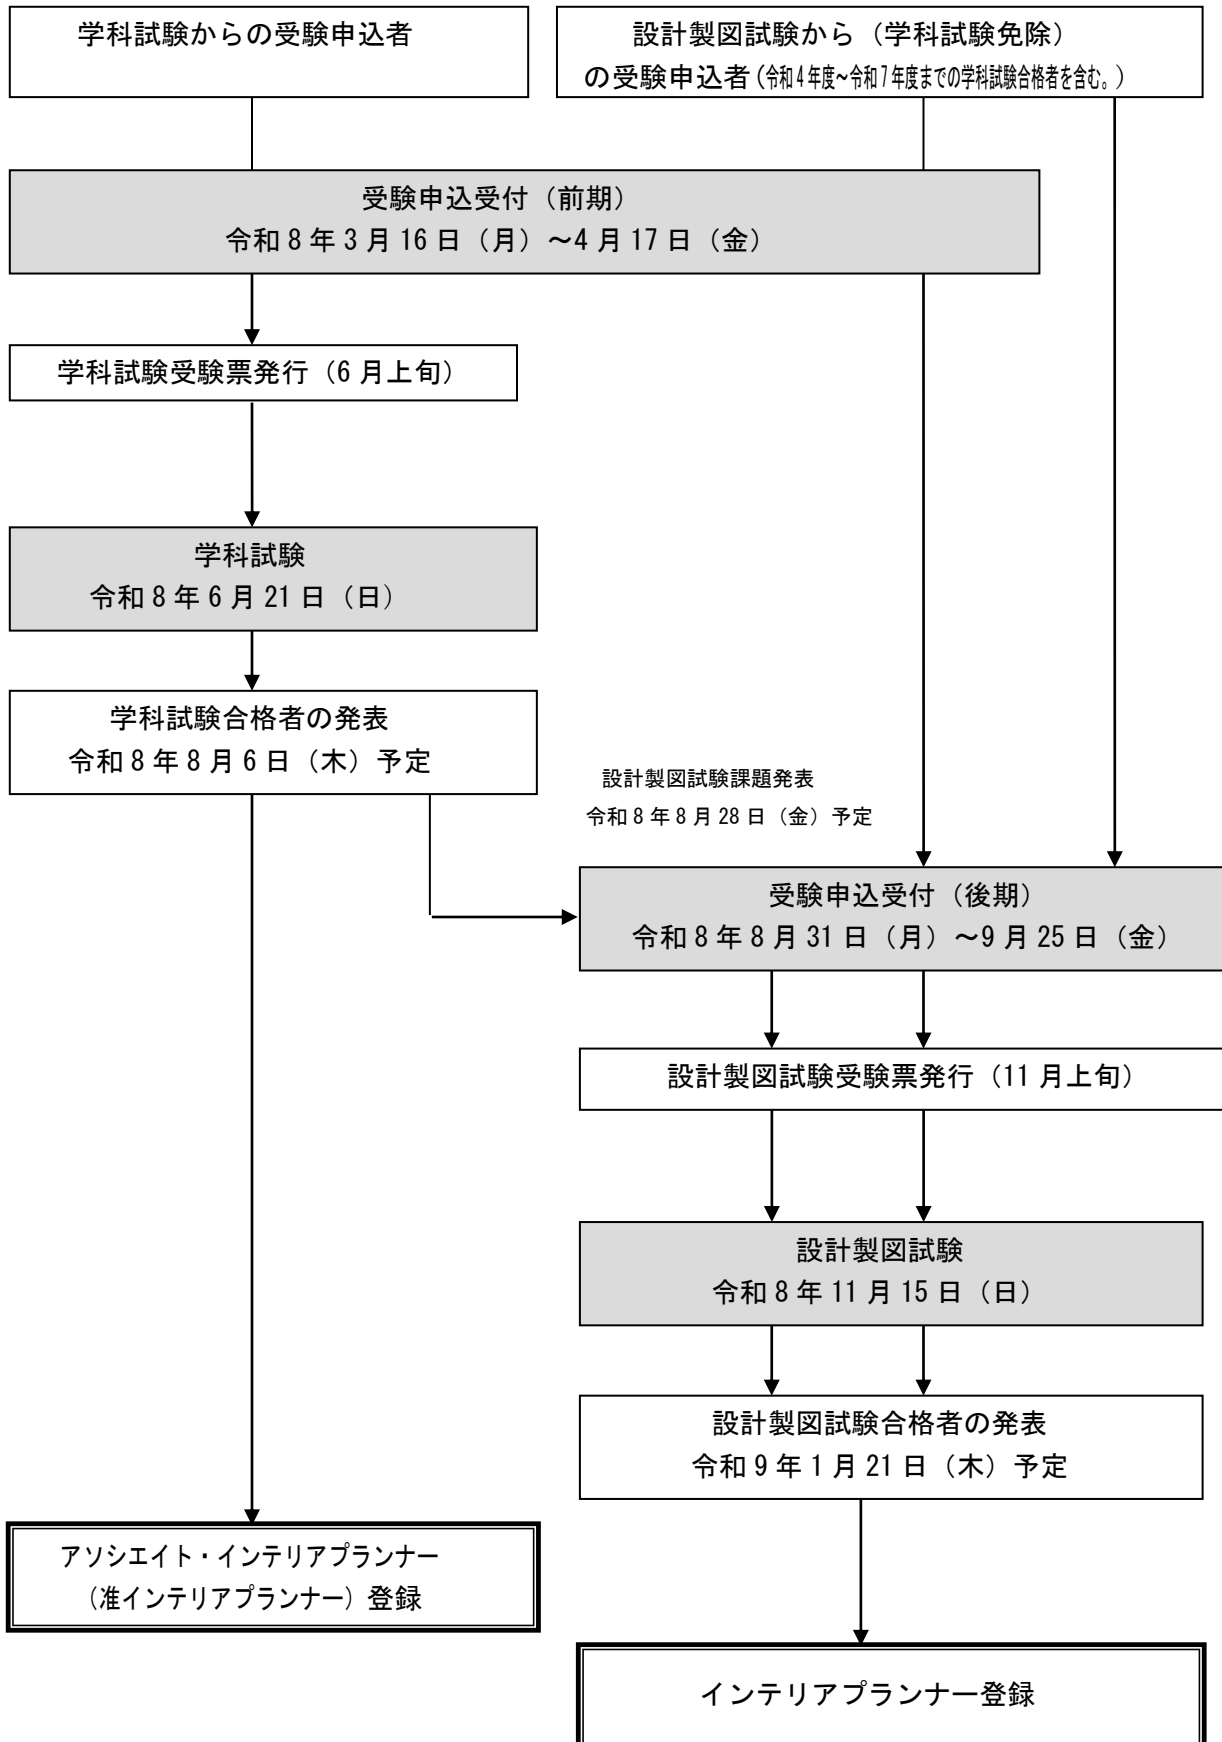 学科試験からの受験申込者
設計製図試験から（学科試験免除）
の受験申込者（令和4年度~令和7年度までの学科試験合格者を含む。）
受験申込受付（前期）
令和8年3月16日（月）～4月17日（金）
学科試験受験票発行（6月上旬）
学科試験
令和8年6月21日（日）
学科試験合格者の発表
令和8年8月6日（木）予定
設計製図試験課題発表
令和8年8月28日（金）予定
受験申込受付（後期）
令和8年8月31日（月）～9月25日（金）
設計製図試験受験票発行（11月上旬）
設計製図試験
令和8年11月15日（日）
設計製図試験合格者の発表
令和9年1月21日（木）予定
アソシエイト・インテリアプランナー
（准インテリアプランナー）登録
インテリアプランナー登録